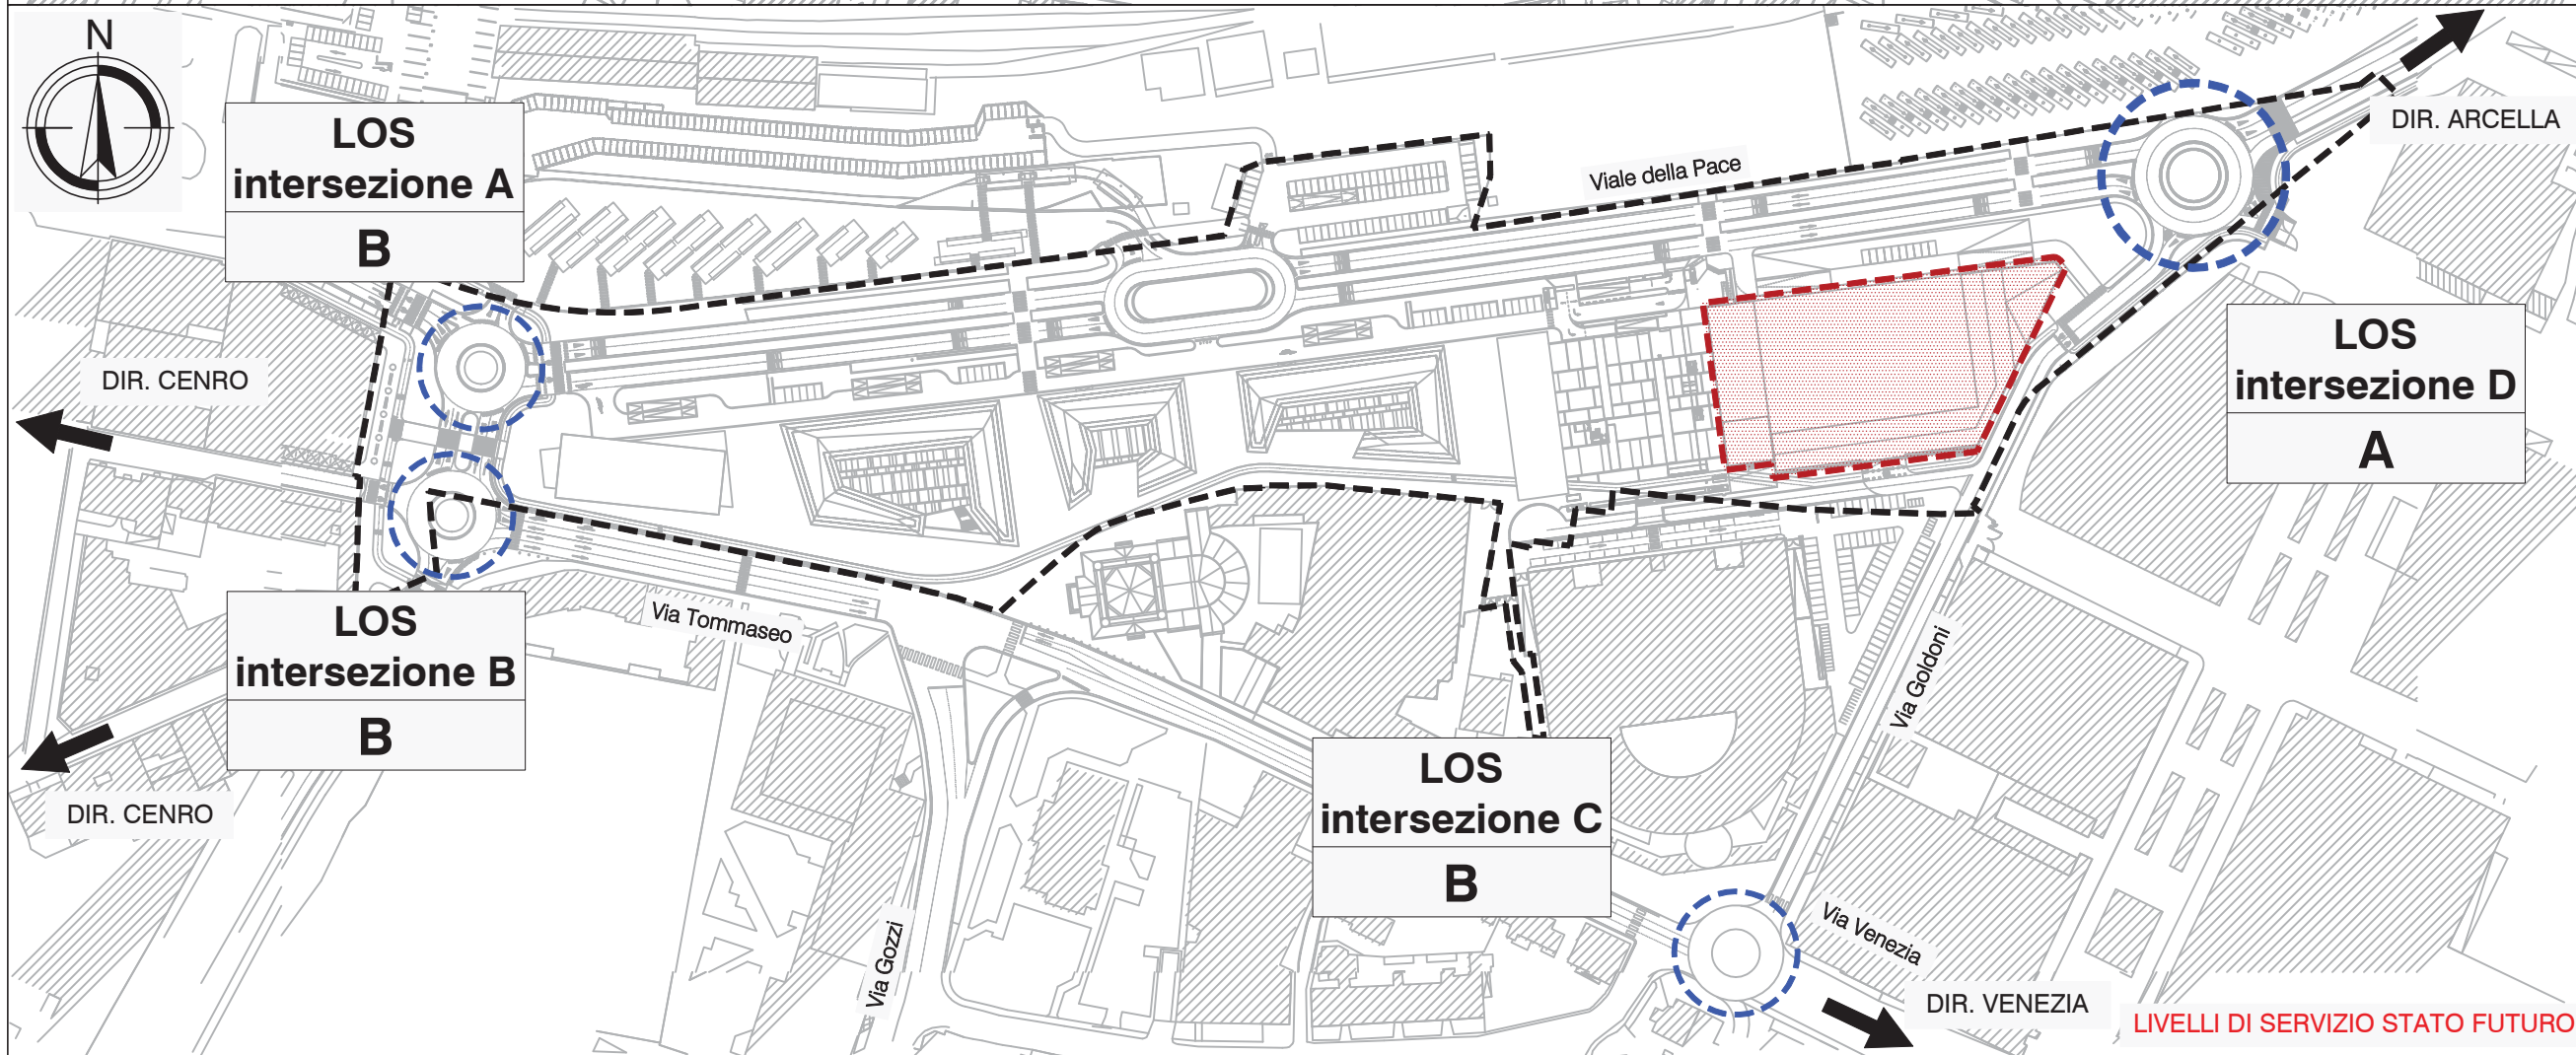 N
LOS
intersezione A
B
DIR. ARCELLA
Viale della Pace
DIR. CENRO
LOS
intersezione D
A
LOS
intersezione B
B
Via Tommaseo
Via Goldoni
DIR. CENRO
LOS
intersezione C
B
Via Gozzi
Via Venezia
DIR. VENEZIA
LIVELLI DI SERVIZIO STATO FUTURO